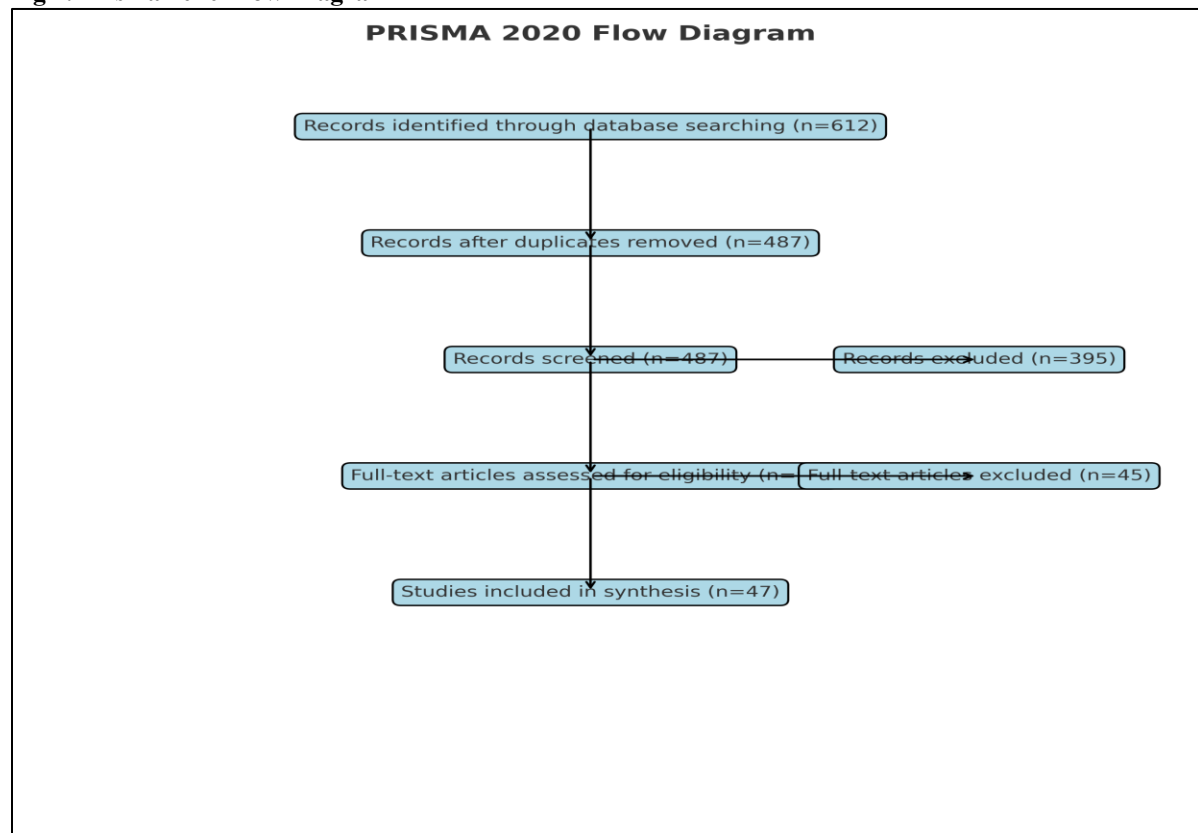 PRISMA 2020 Flow Diagram
Records identified through database searching (n=612)
Records after duplicates removed (n=487)
Records screened (n=487)
Records excluded (n=395)
Full-text articles assessed for eligibility (n=
Full-text articles excluded (n=45)
Studies included in synthesis (n=47)